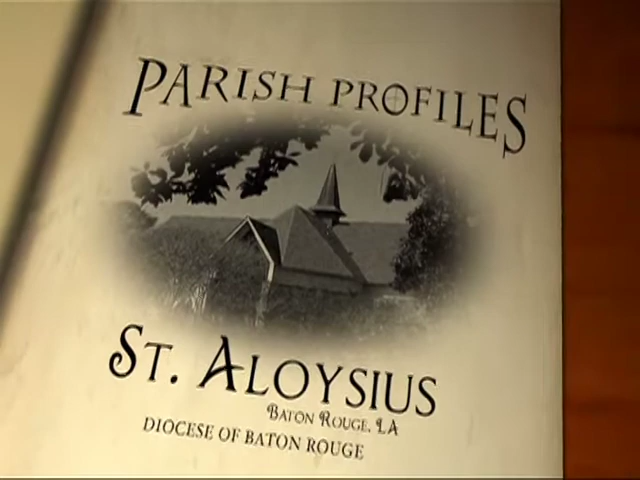 PARISH PROFILES
ST. ALOYSIUS
BATON ROUGE, LA
DIOCESE OF BATON ROUGE